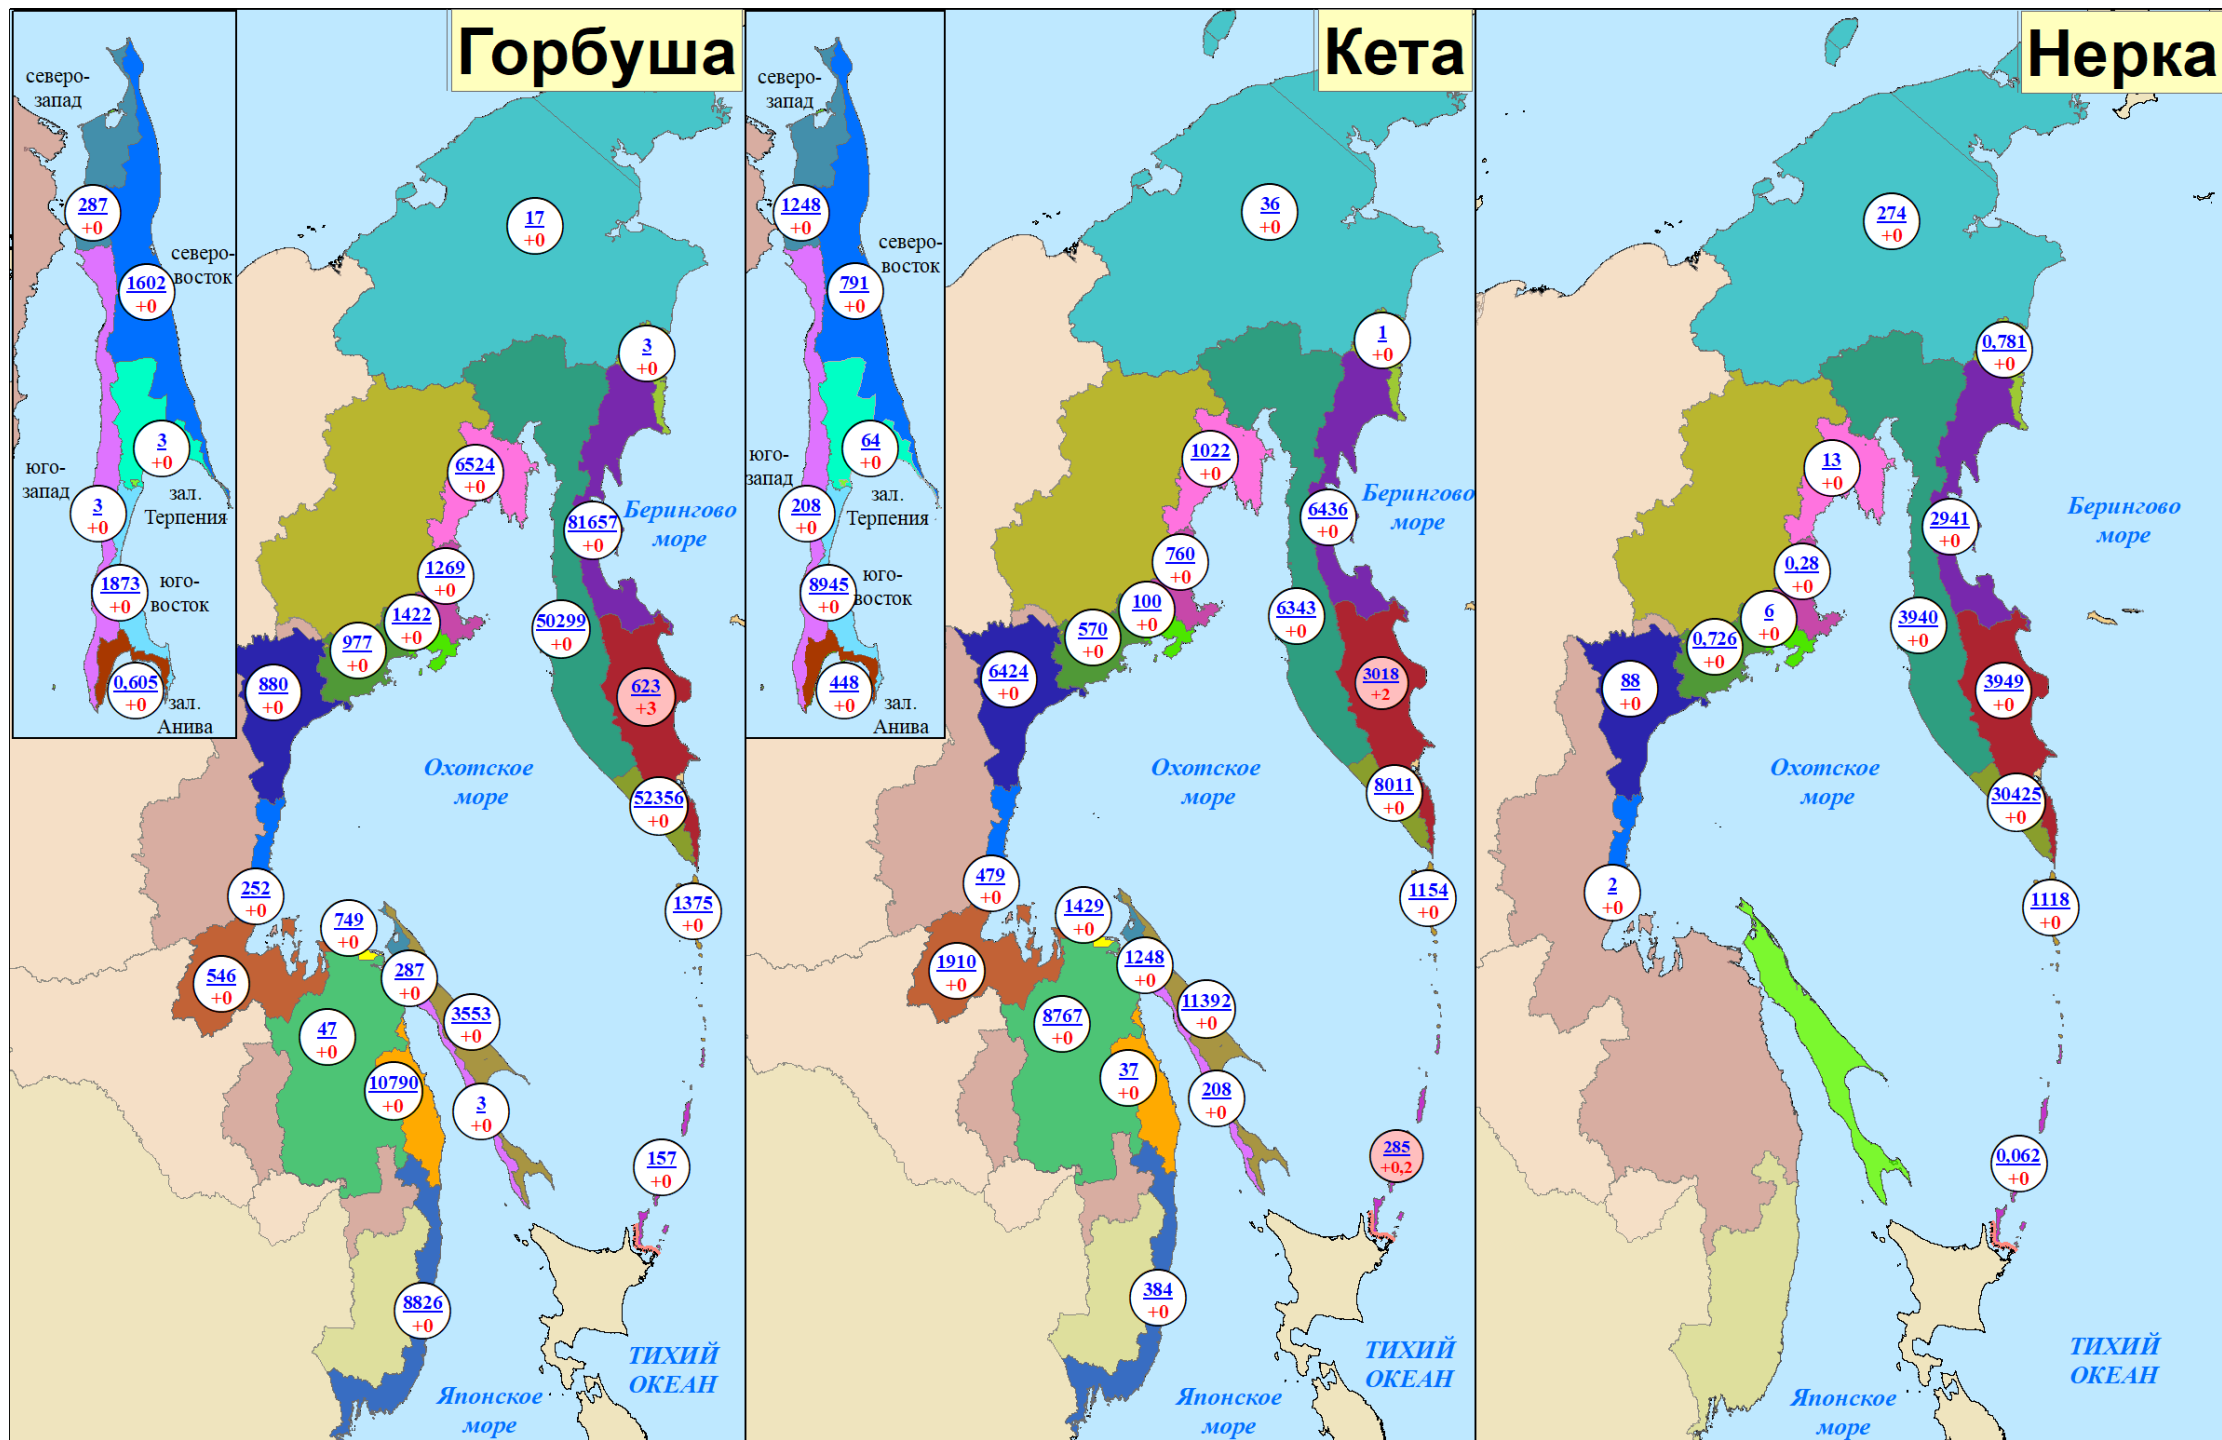 Горбуша
северо-
запад
287
+0
северо-
восток
1602
+0
3
+0
зал.
Терпения
юго-
запад
3
+0
1873
+0
юго-
восток
0,605
+0
зал.
Анива
17
+0
3
+0
6524
+0
81657
+0
Берингово
море
1269
+0
1422
+0
977
+0
50299
+0
880
+0
623
+3
Охотское
море
52356
+0
252
+0
749
+0
1375
+0
546
+0
287
+0
3553
+0
47
+0
10790
+0
3
+0
157
+0
8826
+0
ТИХИЙ
ОКЕАН
Японское
море
Кета
северо-
запад
1248
+0
северо-
восток
791
+0
64
+0
зал.
Терпения
юго-
запад
208
+0
8945
+0
юго-
восток
448
+0
зал.
Анива
36
+0
1
+0
1022
+0
6436
+0
Берингово
море
760
+0
100
+0
570
+0
6343
+0
6424
+0
3018
+2
Охотское
море
8011
+0
479
+0
1429
+0
1154
+0
1910
+0
1248
+0
11392
+0
8767
+0
37
+0
208
+0
285
+0,2
384
+0
ТИХИЙ
ОКЕАН
Японское
море
Нерка
274
+0
0,781
+0
13
+0
2941
+0
Берингово
море
0,28
+0
6
+0
0,726
+0
3940
+0
88
+0
3949
+0
Охотское
море
30425
+0
2
+0
1118
+0
0,062
+0
ТИХИЙ
ОКЕАН
Японское
море